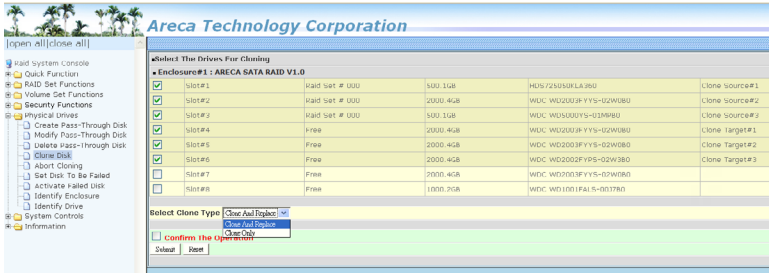 Areca Technology Corporation
|open all|close all|
Raid System Console
Quick Function
RAID Set Functions
Volume Set Functions
Security Functions
Physical Drives
Create Pass-Through Disk
Modify Pass-Through Disk
Delete Pass-Through Disk
Clone Disk
Abort Cloning
Set Disk To Be Failed
Activate Failed Disk
Identify Enclosure
Identify Drive
System Controls
Information
Select The Drives For Cloning
Enclosure#1 : ARECA SATA RAID V1.0
Slot#1 Raid Set # 000 500.1GB HDS725050KLA360 Clone Source#1
Slot#2 Raid Set # 000 2000.4GB WDC WD2003FYYS-02W0B0 Clone Source#2
Slot#3 Raid Set # 000 500.1GB WDC WD5000YS-01MPB0 Clone Source#3
Slot#4 Free 2000.4GB WDC WD2003FYYS-02W0B0 Clone Target#1
Slot#5 Free 2000.4GB WDC WD2003FYYS-02W0B0 Clone Target#2
Slot#6 Free 2000.4GB WDC WD2002FYPS-02W3B0 Clone Target#3
Slot#7 Free 2000.4GB WDC WD2003FYYS-02W0B0
Slot#8 Free 1000.2GB WDC WD1001FALS-00J7B0
Select Clone Type Clone And Replace
Clone And Replace
Clone Only
Confirm The Operation
Submit Reset